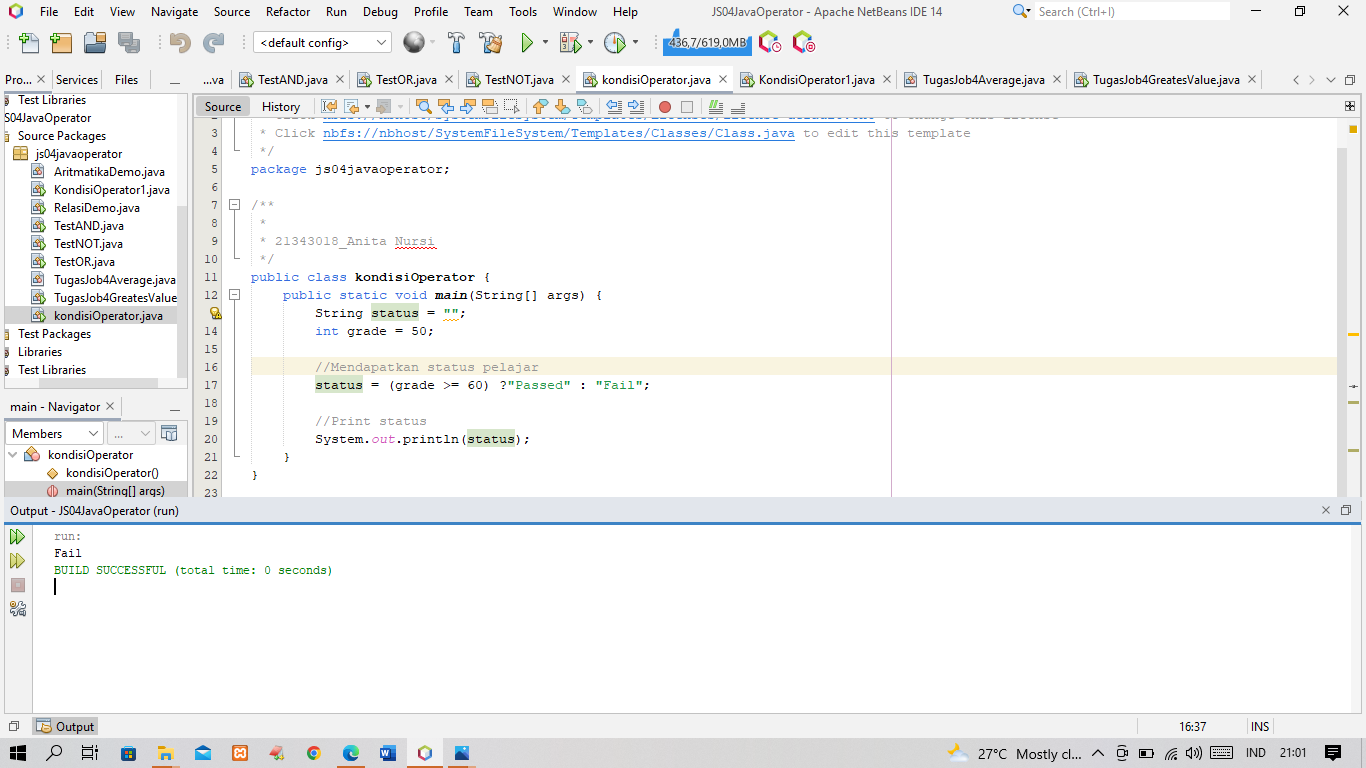 File Edit View Navigate Source Refactor Run Debug Profile Team Tools Window Help
JS04JavaOperator - Apache NetBeans IDE 14
Search (Ctrl+I)
<default config>
436,7/619,0MB
Pro... Services Files
...va TestAND.java TestOR.java TestNOT.java kondisiOperator.java KondisiOperator1.java TugasJob4Average.java TugasJob4GreatesValue.java
Test Libraries
S04JavaOperator
Source Packages
js04javaoperator
AritmatikaDemo.java
KondisiOperator1.java
RelasiDemo.java
TestAND.java
TestNOT.java
TestOR.java
TugasJob4Average.java
TugasJob4GreatesValue
kondisiOperator.java
Test Packages
Libraries
Test Libraries
main - Navigator
Members ...
kondisiOperator
kondisiOperator()
main(String[] args)
Source History
3 * Click nbfs://nbhost/SystemFileSystem/Templates/Classes/Class.java to edit this template
4 */
5 package js04javaoperator;
6
7 /**
8 *
9 * 21343018_Anita Nursi
10 */
11 public class kondisiOperator {
12 public static void main(String[] args) {
String status = "";
14 int grade = 50;
15
16 //Mendapatkan status pelajar
17 status = (grade >= 60) ?"Passed" : "Fail";
18
19 //Print status
20 System.out.println(status);
21 }
22 }
23
Output - JS04JavaOperator (run)
run:
Fail
BUILD SUCCESSFUL (total time: 0 seconds)
Output
16:37 INS
27°C Mostly cl... IND 21:01